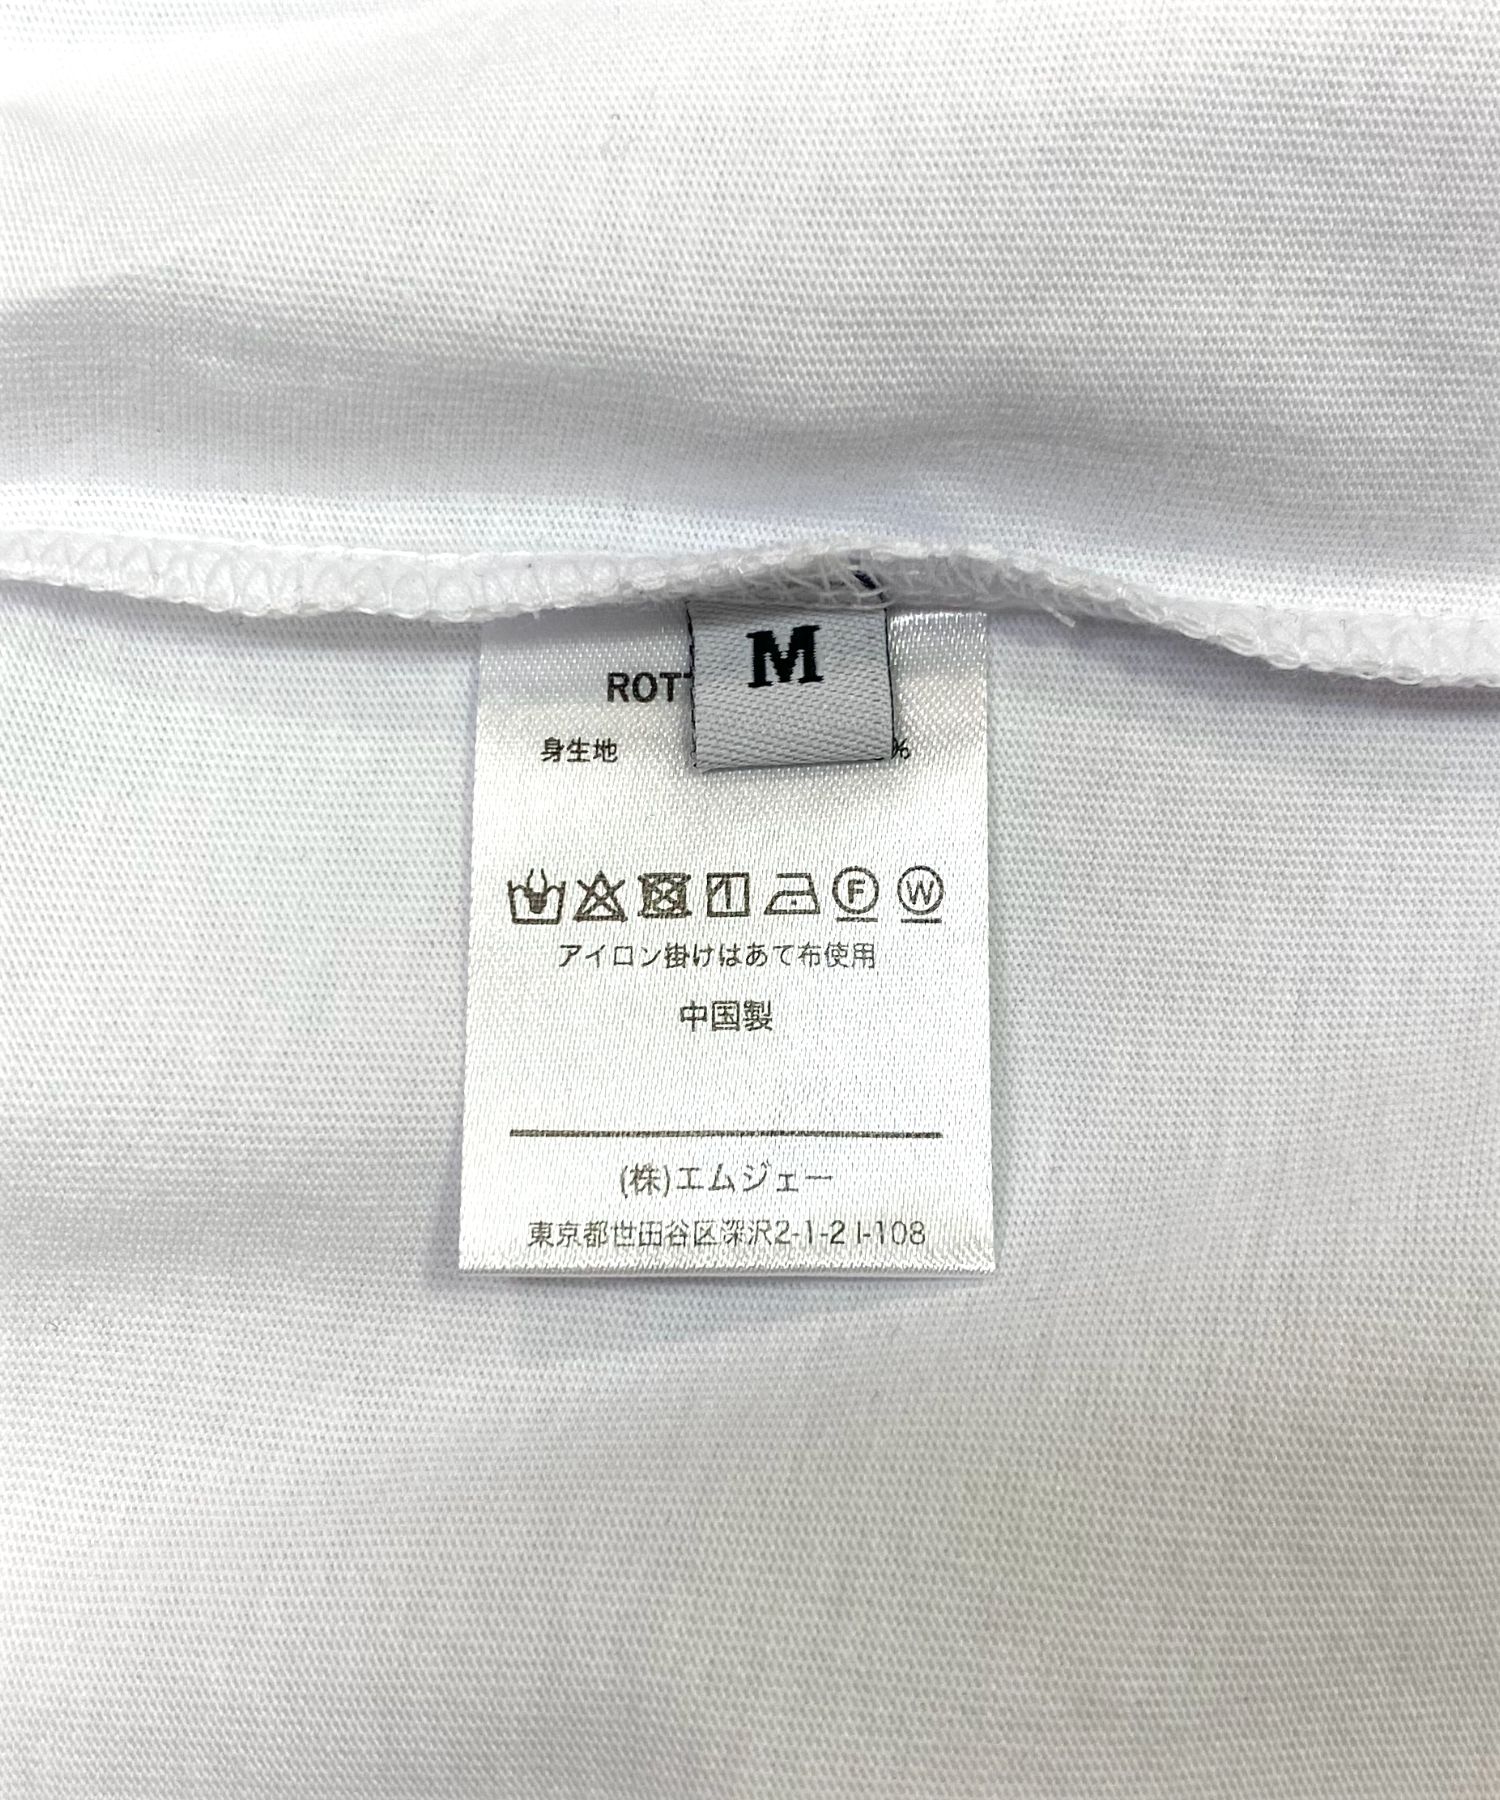 M
ROT
身生地 %
F W
アイロン掛けはあて布使用
中国製
(株)エムジェー
東京都世田谷区深沢2-1-2 I-108